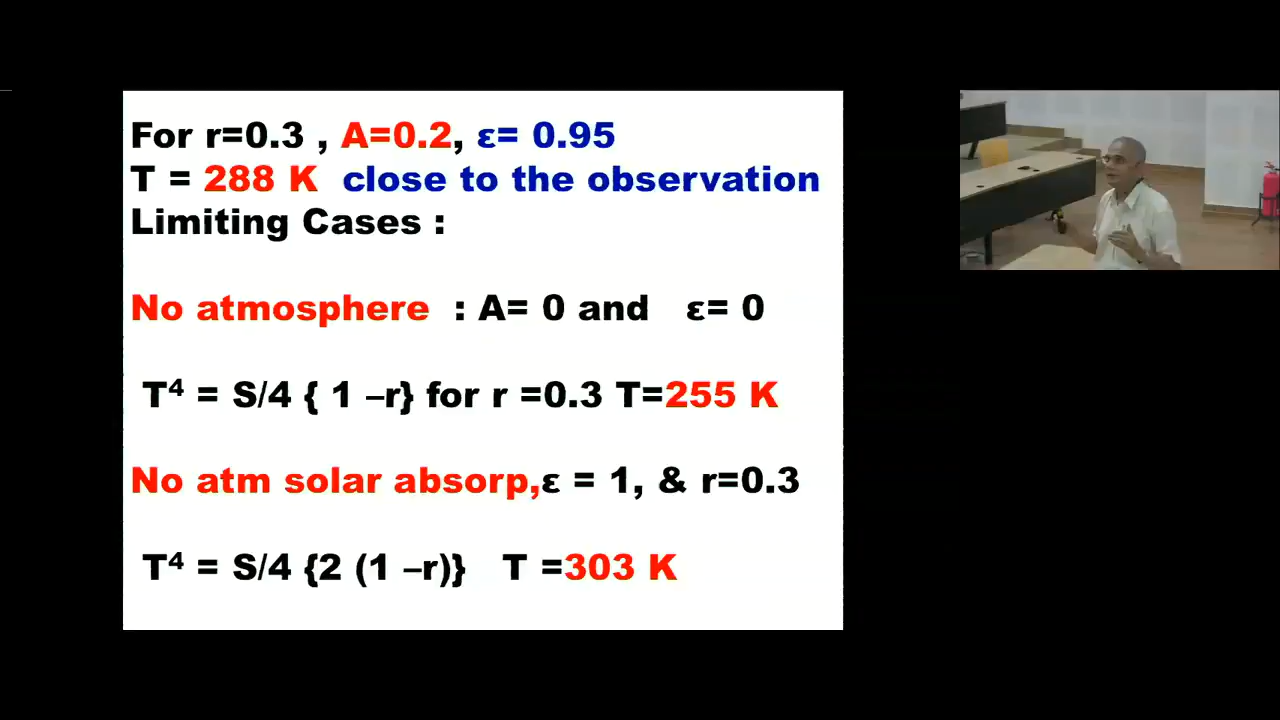 For r=0.3 , A=0.2, ε= 0.95
T = 288 K close to the observation
Limiting Cases :
No atmosphere : A= 0 and ε= 0
T⁴ = S/4 { 1 –r} for r =0.3 T=255 K
No atm solar absorp,ε = 1, & r=0.3
T⁴ = S/4 {2 (1 –r)} T =303 K